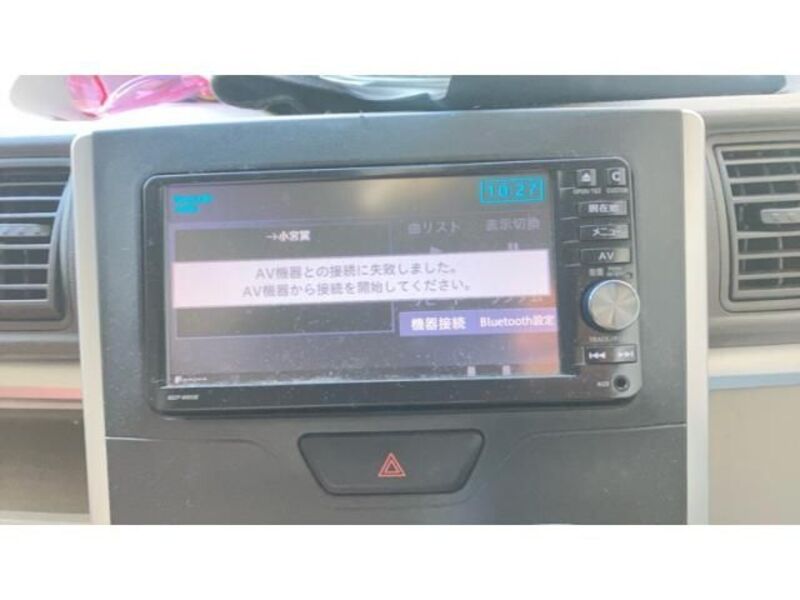 10:27
曲リスト 表示切換
AV機器との接続に失敗しました。
AV機器から接続を開始してください。
機器接続 Bluetooth設定
現在地
メニュー
AV
AUX